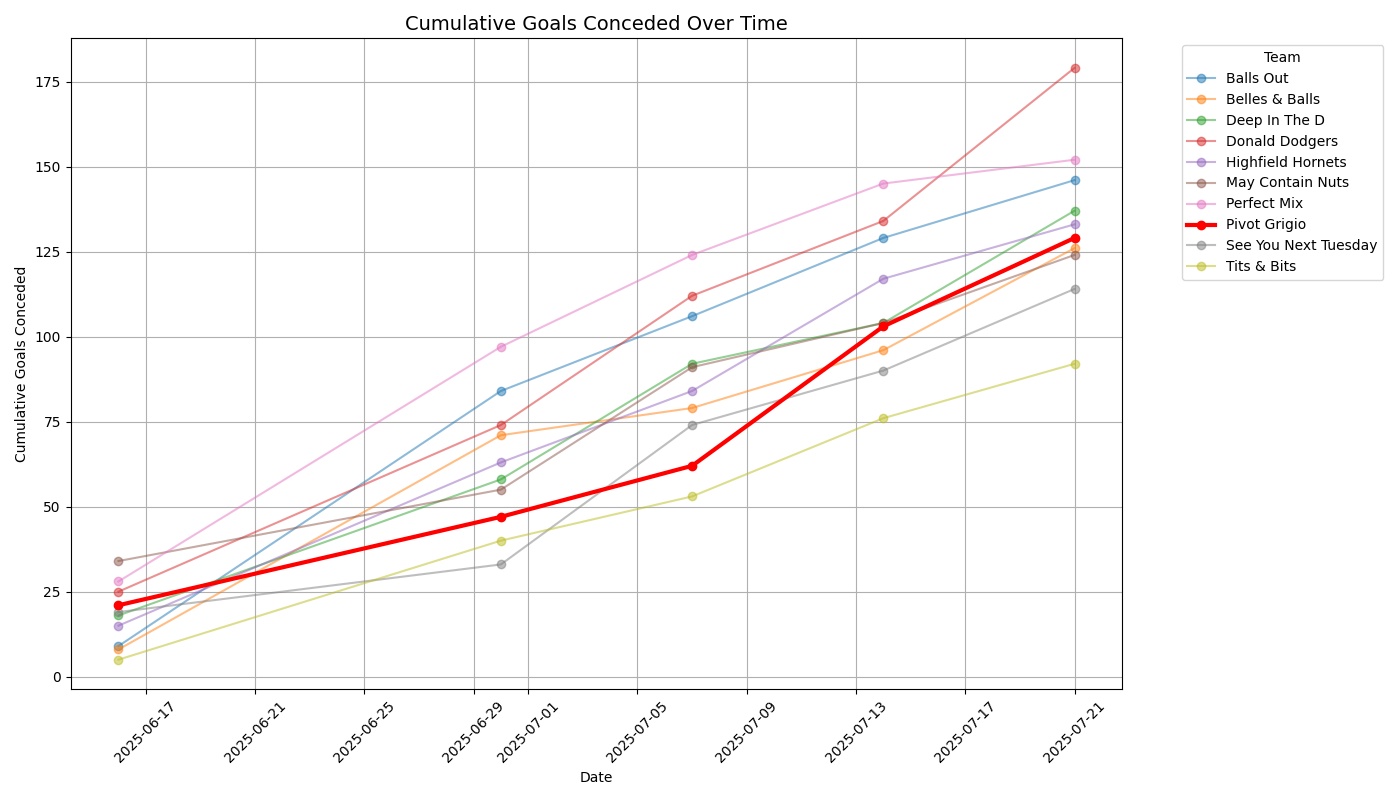 Cumulative Goals Conceded Over Time
Cumulative Goals Conceded
175
150
125
100
75
50
25
0
2025-06-17
2025-06-21
2025-06-25
2025-06-29
2025-07-01
2025-07-05
2025-07-09
2025-07-13
2025-07-17
2025-07-21
Date
Team
Balls Out
Belles & Balls
Deep In The D
Donald Dodgers
Highfield Hornets
May Contain Nuts
Perfect Mix
Pivot Grigio
See You Next Tuesday
Tits & Bits